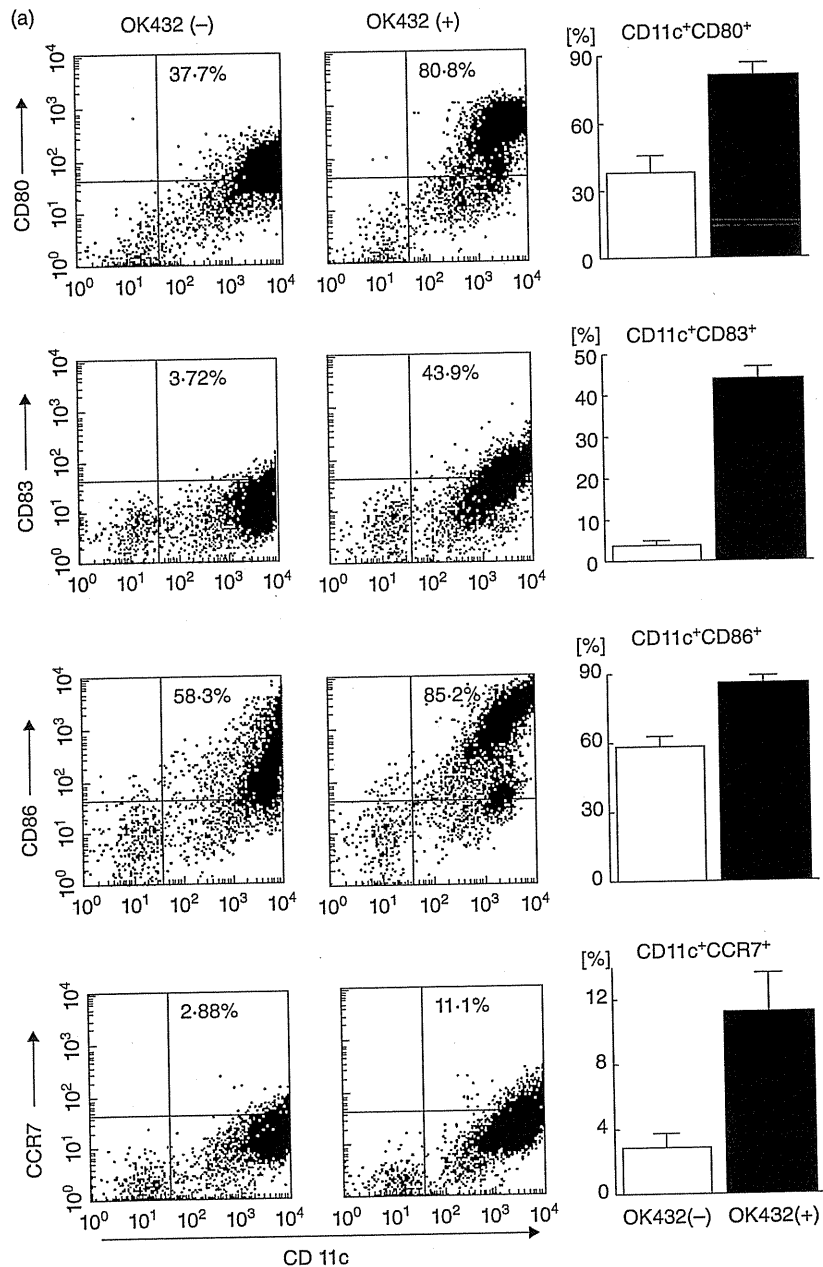 (a)
OK432 (–)
OK432 (+)
[%]
CD11c⁺CD80⁺
CD80
10⁴
10³
10²
10¹
10⁰
37·7%
80·8%
90
60
30
0
10⁰ 10¹ 10² 10³ 10⁴
10⁰ 10¹ 10² 10³ 10⁴
[%]
CD11c⁺CD83⁺
CD83
10⁴
10³
10²
10¹
10⁰
3·72%
43·9%
50
40
30
20
10
0
10⁰ 10¹ 10² 10³ 10⁴
10⁰ 10¹ 10² 10³ 10⁴
[%]
CD11c⁺CD86⁺
CD86
10⁴
10³
10²
10¹
10⁰
58·3%
85·2%
90
60
30
0
10⁰ 10¹ 10² 10³ 10⁴
10⁰ 10¹ 10² 10³ 10⁴
[%]
CD11c⁺CCR7⁺
CCR7
10⁴
10³
10²
10¹
10⁰
2·88%
11·1%
12
8
4
0
10⁰ 10¹ 10² 10³ 10⁴
10⁰ 10¹ 10² 10³ 10⁴
OK432(–) OK432(+)
CD 11c